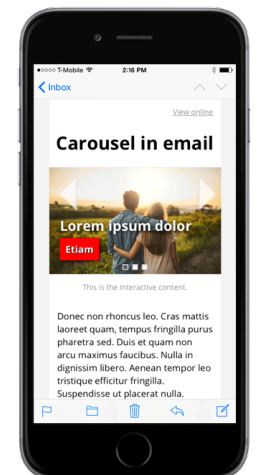 T-Mobile 2:16 PM
Inbox
View online
Carousel in email
Lorem ipsum dolor
Etiam
This is the interactive content.
Donec non rhoncus leo. Cras mattis
laoreet quam, tempus fringilla purus
pharetra sed. Duis et quam non
arcu maximus faucibus. Nulla in
dignissim libero. Aenean tempor leo
tristique efficitur fringilla.
Suspendisse ut placerat nulla.